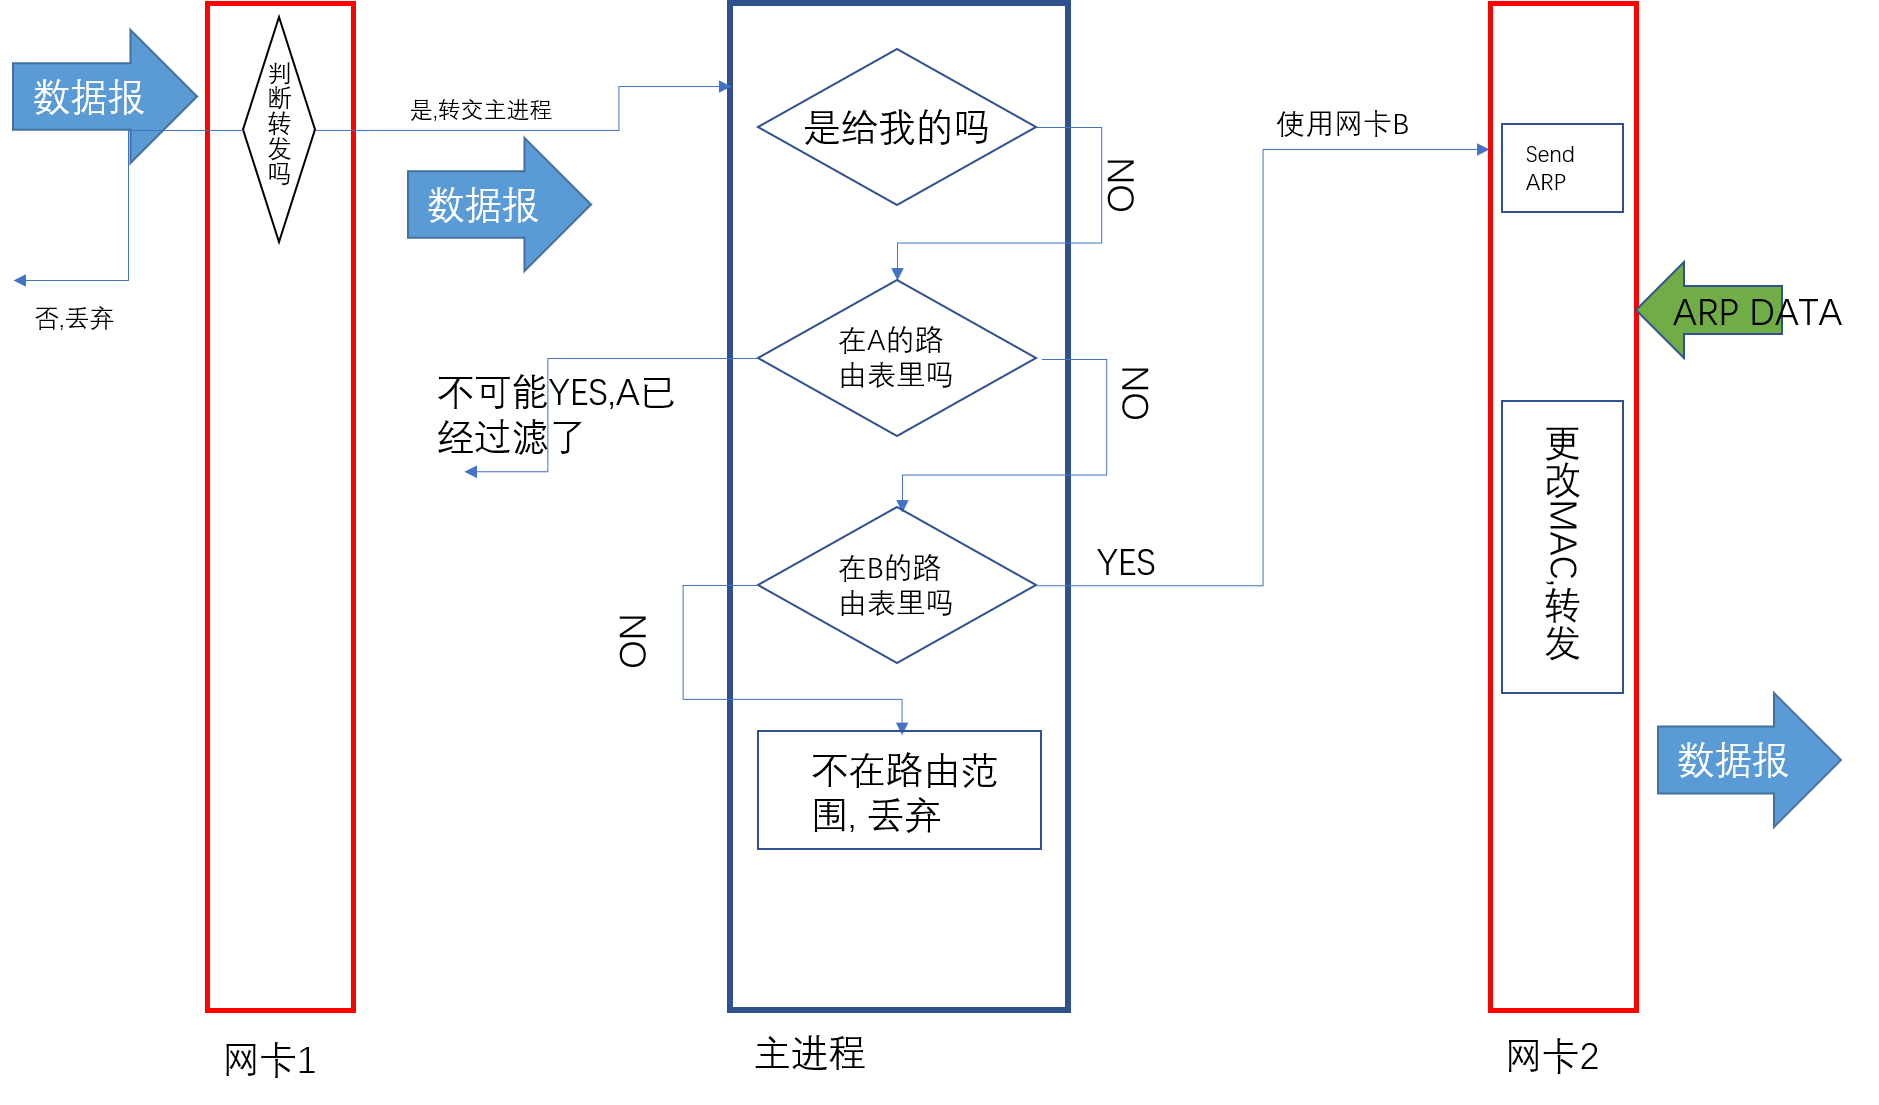 数据报
判断转发吗
是,转交主进程
数据报
否,丢弃
是给我的吗
NO
在A的路
由表里吗
不可能YES,A已
经过滤了
NO
在B的路
由表里吗
YES
NO
不在路由范
围, 丢弃
使用网卡B
Send
ARP
ARP DATA
更改MAC,转发
数据报
网卡1
主进程
网卡2